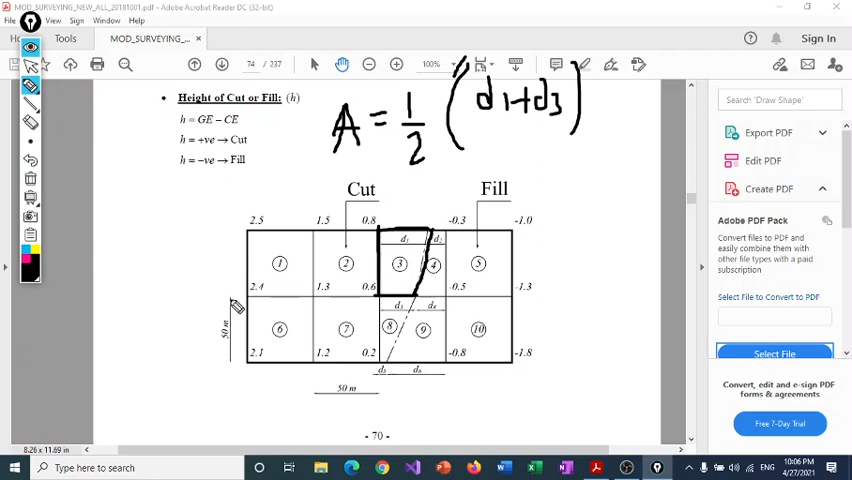 MOD_SURVEYING_NEW_ALL_20181001.pdf - Adobe Acrobat Reader DC (32-bit)
View Sign Window Help
Tools
MOD_SURVEYING_...
Sign In
74 / 237
100%
Height of Cut or Fill: (h)
h = GE – CE
h = +ve → Cut
h = -ve → Fill
A = 1/2 (d1+d3)
Cut
Fill
2.5 1.5 0.8 -0.3 -1.0
d1 d2
1 2 3 4 5
2.4 1.3 0.6 -0.5 -1.3
d3 d4
6 7 8 9 10
50 m
2.1 1.2 0.2 -0.8 -1.8
d5 d6
50 m
- 70 -
8.26 x 11.69 in
Search 'Draw Shape'
Export PDF
Edit PDF
Create PDF
Adobe PDF Pack
Convert files to PDF and
easily combine them with
other file types with a paid
subscription
Select File to Convert to PDF
Select File
Convert, edit and e-sign PDF
forms & agreements
Free 7-Day Trial
Type here to search
ENG
10:06 PM
4/27/2021